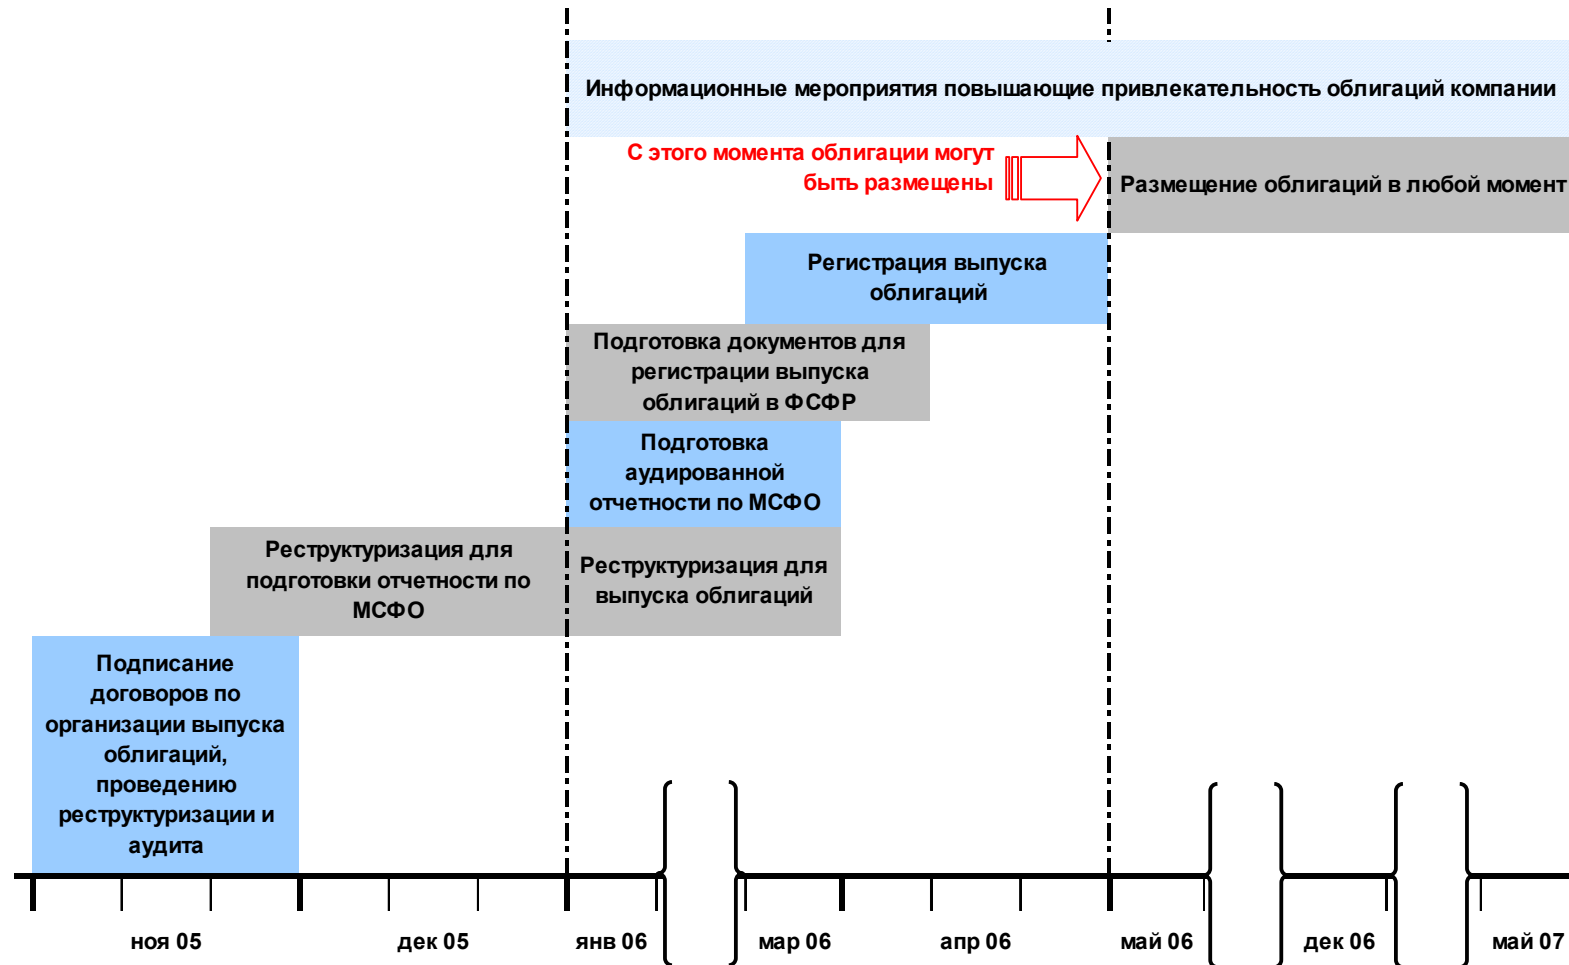 Информационные мероприятия повышающие привлекательность облигаций компании
С этого момента облигации могут
быть размещены
Размещение облигаций в любой момент
Регистрация выпуска
облигаций
Подготовка документов для
регистрации выпуска
облигаций в ФСФР
Подготовка
аудированной
отчетности по МСФО
Реструктуризация для
подготовки отчетности по
МСФО
Реструктуризация для
выпуска облигаций
Подписание
договоров по
организации выпуска
облигаций,
проведению
реструктуризации и
аудита
ноя 05 дек 05 янв 06 мар 06 апр 06 май 06 дек 06 май 07